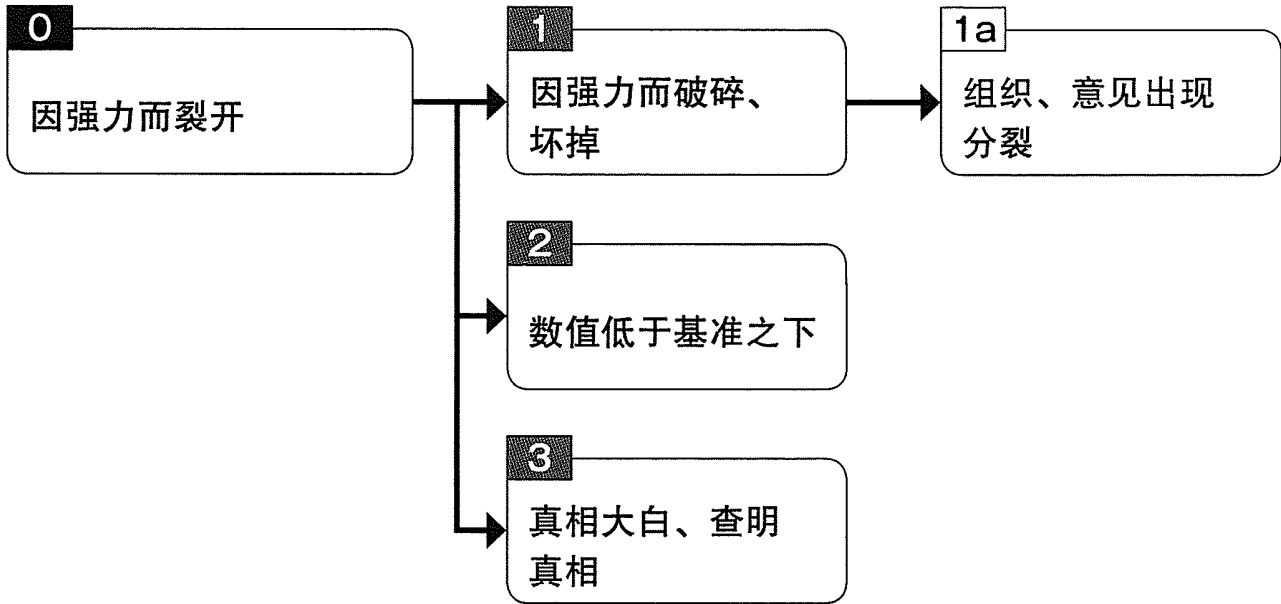 0
因强力而裂开
1
因强力而破碎、
坏掉
1a
组织、意见出现
分裂
2
数值低于基准之下
3
真相大白、查明
真相